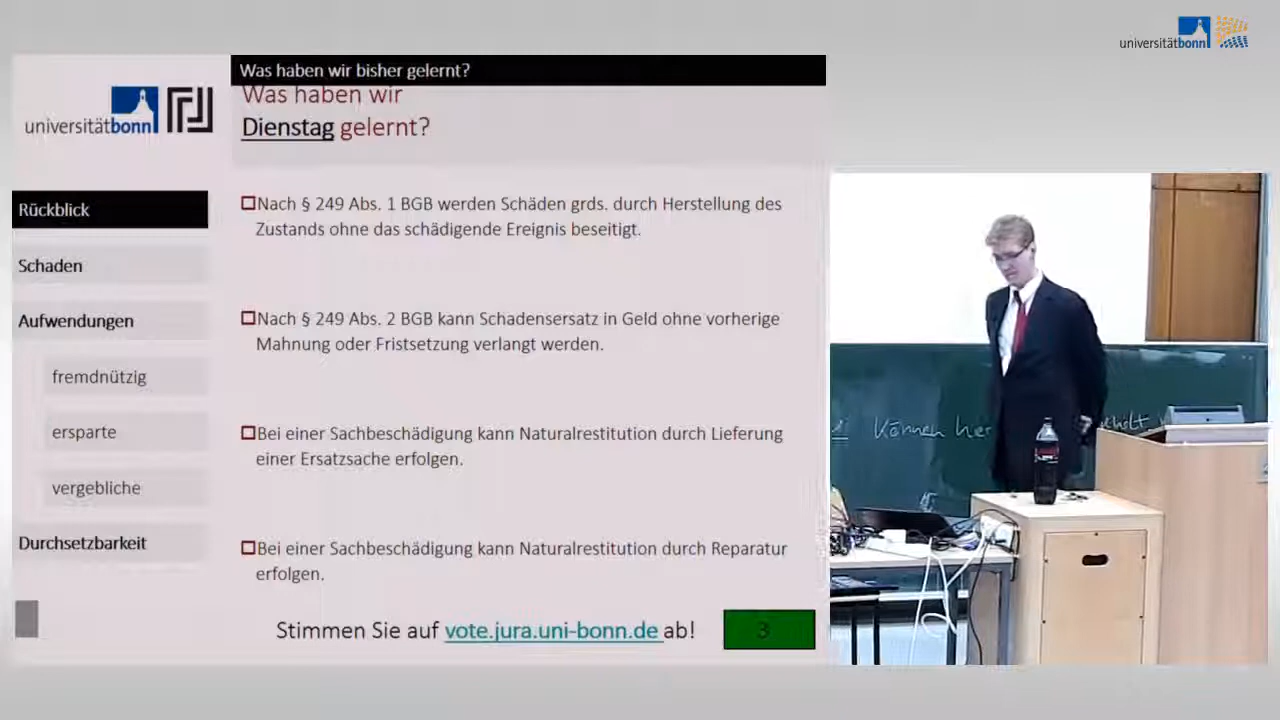 universitätbonn
Was haben wir bisher gelernt?
Was haben wir
Dienstag gelernt?
universitätbonn
Rückblick
Schaden
Aufwendungen
fremdnützig
ersparte
vergebliche
Durchsetzbarkeit
Nach § 249 Abs. 1 BGB werden Schäden grds. durch Herstellung des
Zustands ohne das schädigende Ereignis beseitigt.
Nach § 249 Abs. 2 BGB kann Schadensersatz in Geld ohne vorherige
Mahnung oder Fristsetzung verlangt werden.
Bei einer Sachbeschädigung kann Naturalrestitution durch Lieferung
einer Ersatzsache erfolgen.
Bei einer Sachbeschädigung kann Naturalrestitution durch Reparatur
erfolgen.
Stimmen Sie auf vote.jura.uni-bonn.de ab!
3
Können